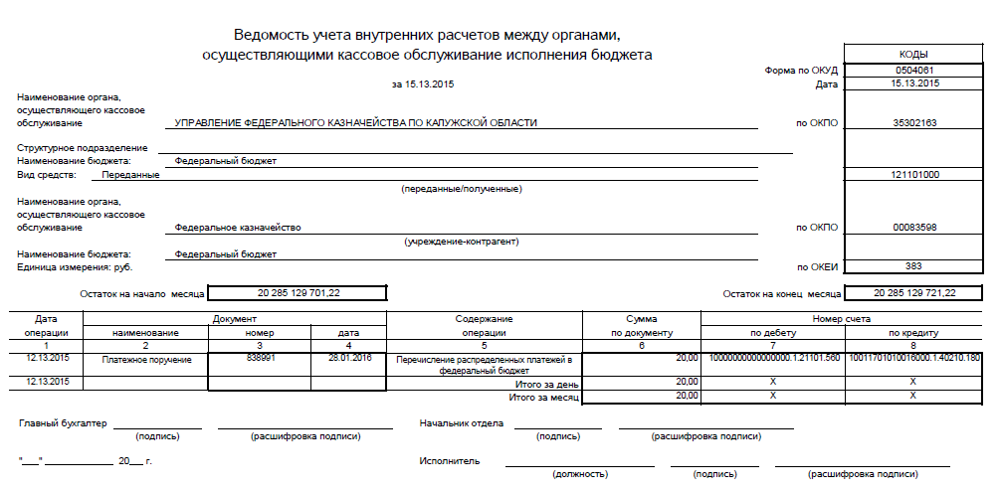 Ведомость учета внутренних расчетов между органами,
осуществляющими кассовое обслуживание исполнения бюджета
КОДЫ
Форма по ОКУД 0504061
за 15.13.2015 Дата 15.13.2015
Наименование органа,
осуществляющего кассовое
обслуживание УПРАВЛЕНИЕ ФЕДЕРАЛЬНОГО КАЗНАЧЕЙСТВА ПО КАЛУЖСКОЙ ОБЛАСТИ по ОКПО 35302163
Структурное подразделение
Наименование бюджета: Федеральный бюджет
Вид средств: Переданные 121101000
(переданные/полученные)
Наименование органа,
осуществляющего кассовое
обслуживание Федеральное казначейство по ОКПО 00083598
(учреждение-контрагент)
Наименование бюджета: Федеральный бюджет
Единица измерения: руб. по ОКЕИ 383
Остаток на начало месяца 20 285 129 701,22 Остаток на конец месяца 20 285 129 721,22
Дата Документ Содержание Сумма Номер счета
операции наименование номер дата операции по документу по дебету по кредиту
1 2 3 4 5 6 7 8
12.13.2015 Платежное поручение 838991 28.01.2016 Перечисление распределенных платежей в 20,00 10000000000000000.1.21101.560 10011701010016000.1.40210.180
федеральный бюджет
12.13.2015 Итого за день 20,00 X X
Итого за месяц 20,00 X X
Главный бухгалтер Начальник отдела
(подпись) (расшифровка подписи) (подпись) (расшифровка подписи)
"___" ______________ 20___ г. Исполнитель
(должность) (подпись) (расшифровка подписи)